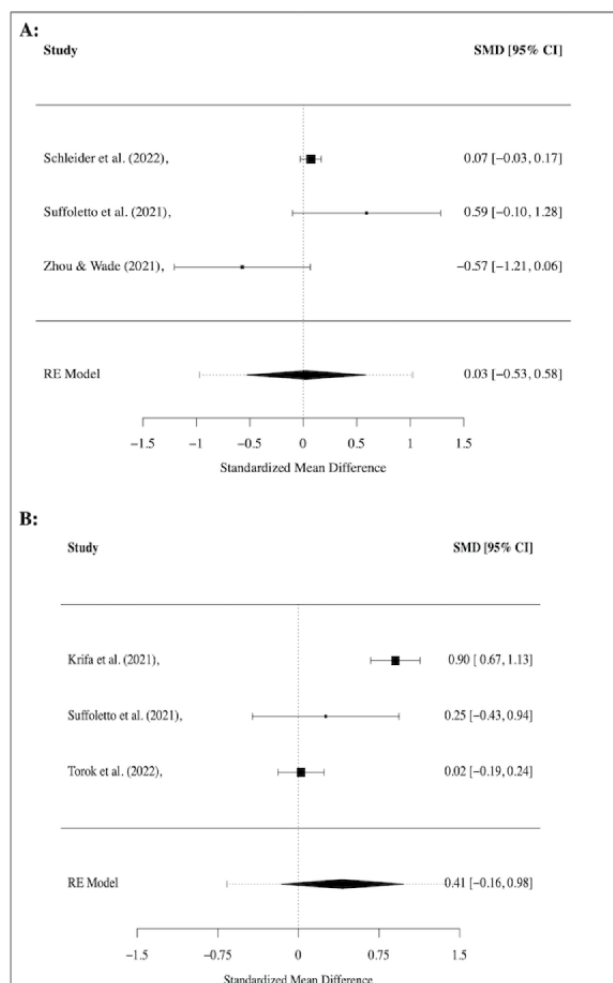 A:
Study SMD [95% CI]
Schleider et al. (2022), 0.07 [−0.03, 0.17]
Suffoletto et al. (2021), 0.59 [−0.10, 1.28]
Zhou & Wade (2021), −0.57 [−1.21, 0.06]
RE Model 0.03 [−0.53, 0.58]
−1.5 −1 −0.5 0 0.5 1 1.5
Standardized Mean Difference
B:
Study SMD [95% CI]
Krifa et al. (2021), 0.90 [ 0.67, 1.13]
Suffoletto et al. (2021), 0.25 [−0.43, 0.94]
Torok et al. (2022), 0.02 [−0.19, 0.24]
RE Model 0.41 [−0.16, 0.98]
−1.5 −0.75 0 0.75 1.5
Standardized Mean Difference